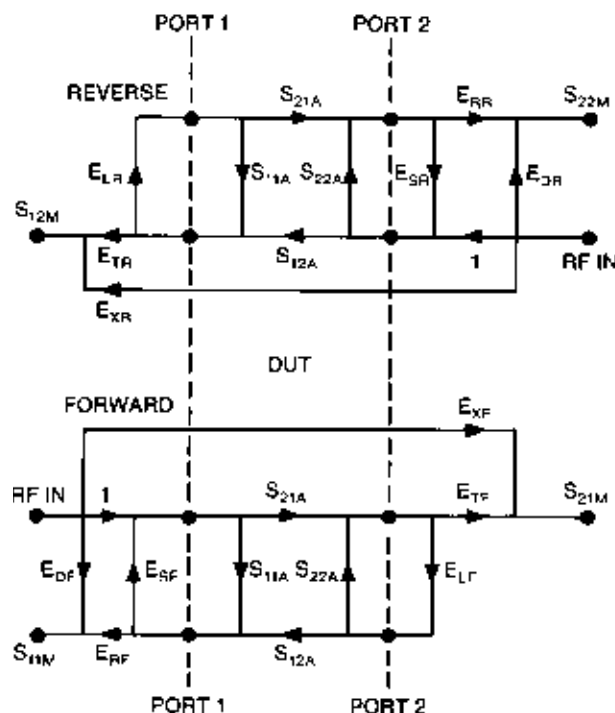 PORT 1 PORT 2
REVERSE S21A ERR S22M
ELR S11A S22A ESR EDR
S12M
ETR S12A 1 RF IN
EXR
DUT
FORWARD EXF
RF IN 1 S21A ETF S21M
EDF ESF S11A S22A ELF
S11M ERF S12A
PORT 1 PORT 2